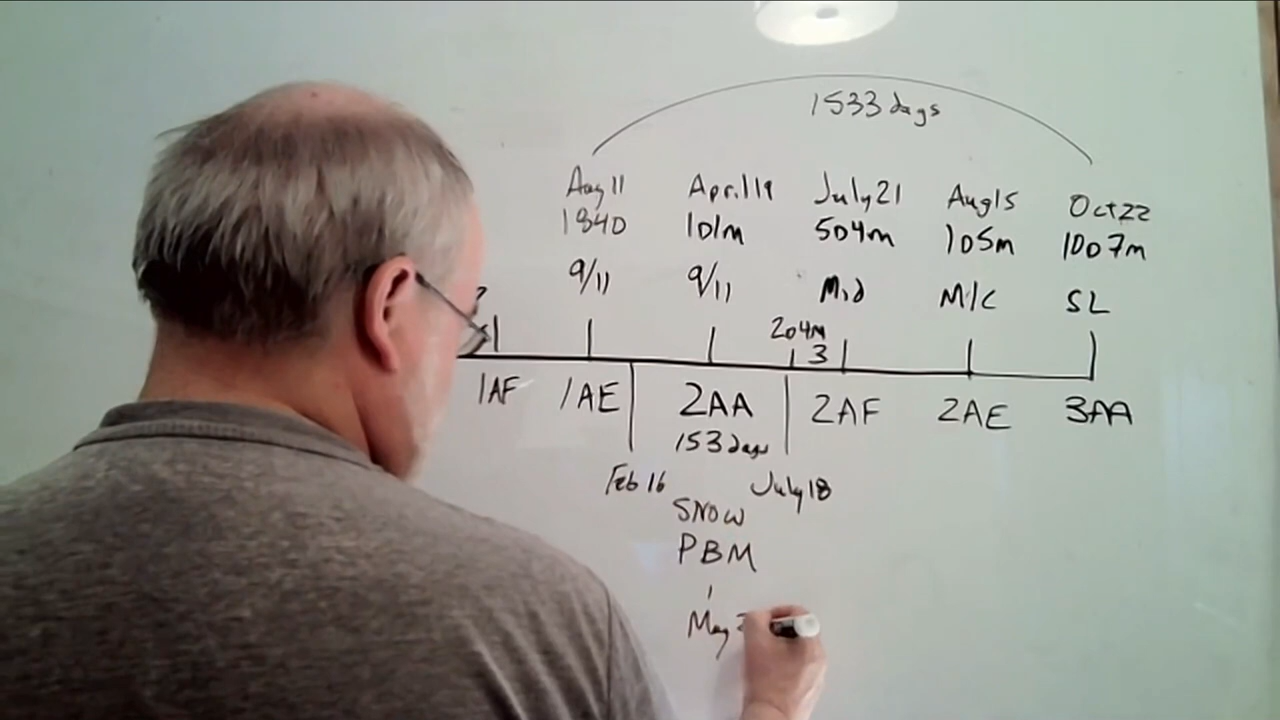 1533 days
Aug 11 April 19 July 21 Aug 15 Oct 22
1840 101m 504m 105m 1007m
9/11 9/11 Mid M/C SL
204m
3
1AF 1AE 2AA 2AF 2AE 3AA
153 days
Feb 16 July 18
SNOW
PBM
May